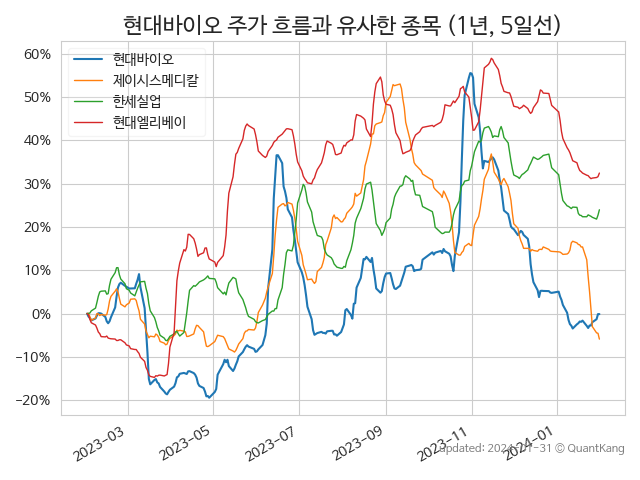 현대바이오 주가 흐름과 유사한 종목 (1년, 5일선)
현대바이오
제이시스메디칼
한세실업
현대엘리베이
60%
50%
40%
30%
20%
10%
0%
−10%
−20%
2023-03
2023-05
2023-07
2023-09
2023-11
2024-01
updated: 2024-01-31 © QuantKang